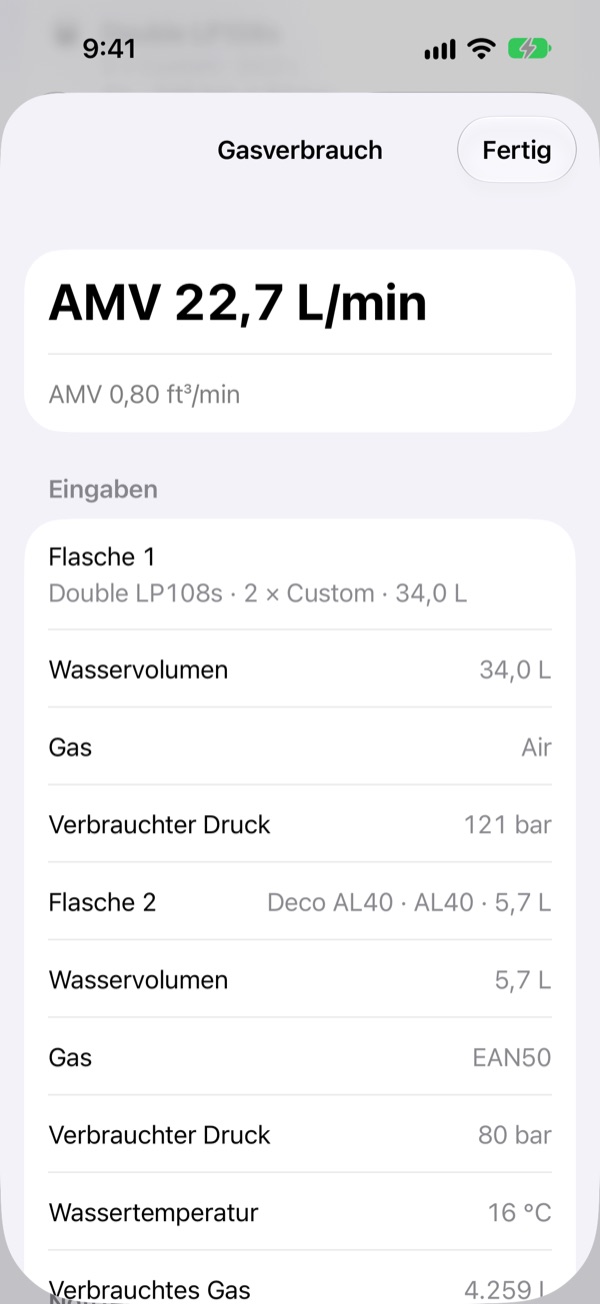 9:41
Gasverbrauch
Fertig
AMV 22,7 L/min
AMV 0,80 ft³/min
Eingaben
Flasche 1
Double LP108s · 2 × Custom · 34,0 L
Wasservolumen 34,0 L
Gas Air
Verbrauchter Druck 121 bar
Flasche 2 Deco AL40 · AL40 · 5,7 L
Wasservolumen 5,7 L
Gas EAN50
Verbrauchter Druck 80 bar
Wassertemperatur 16 °C
Verbrauchtes Gas 4.259 L